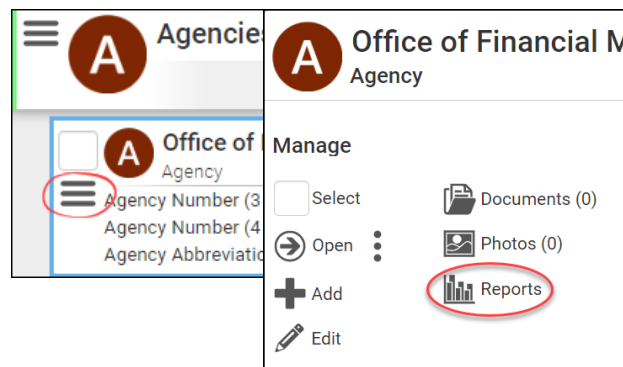 A
Agencies
A
Office of
Agency
Agency Number (3
Agency Number (4
Agency Abbreviatio
A
Office of Financial M
Agency
Manage
Select
Documents (0)
Open
Photos (0)
Add
Reports
Edit